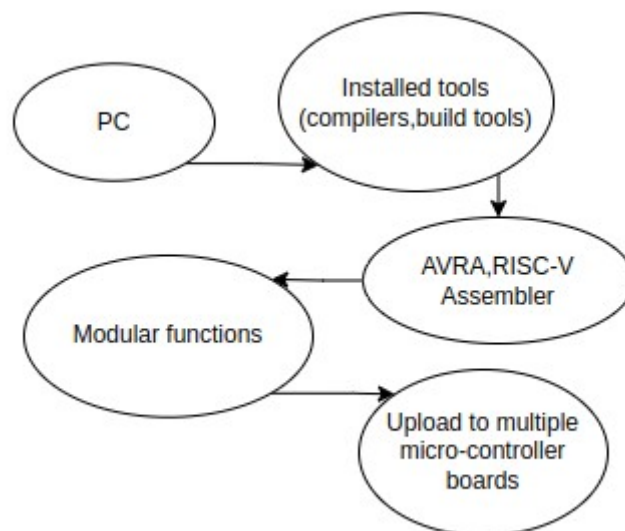 PC
Installed tools
(compilers,build tools)
AVRA,RISC-V
Assembler
Modular functions
Upload to multiple
micro-controller
boards